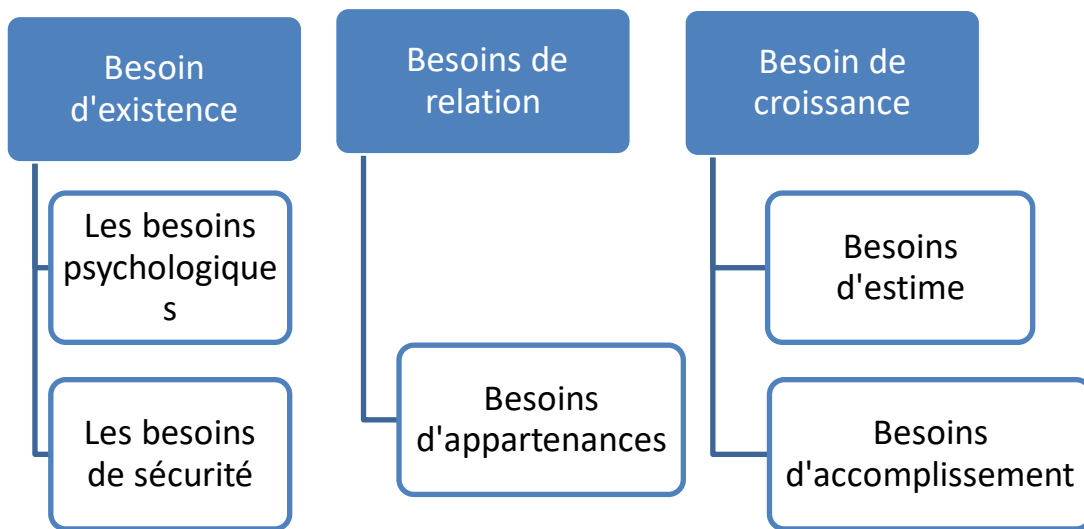 Besoin
d'existence
Les besoins
psychologique
s
Les besoins
de sécurité
Besoins de
relation
Besoins
d'appartenances
Besoin de
croissance
Besoins
d'estime
Besoins
d'accomplissement